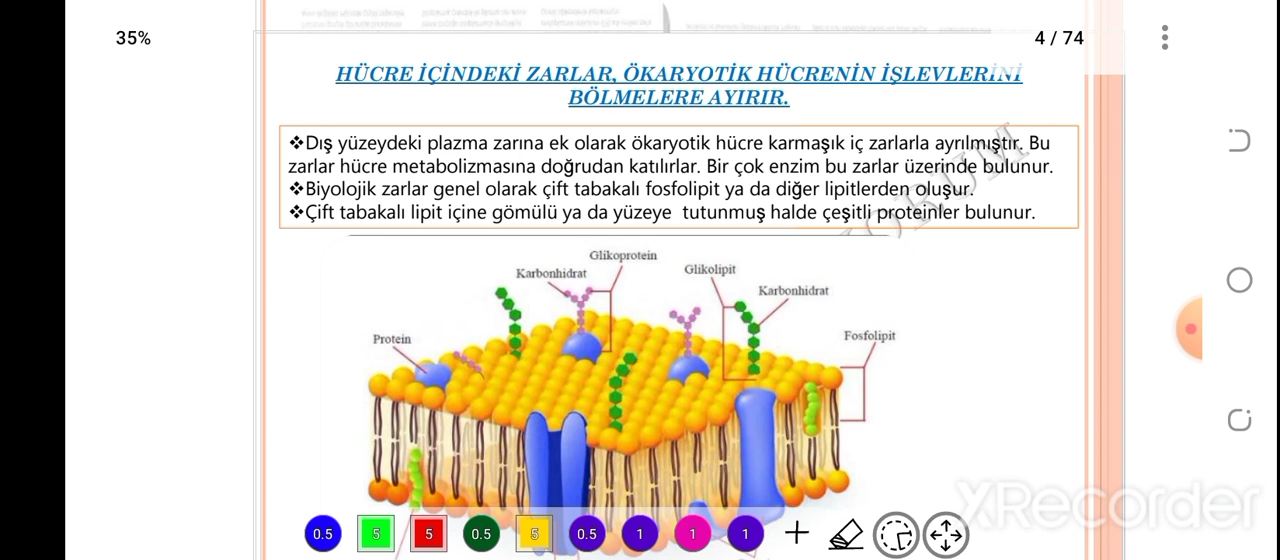 35%
4 / 74
HÜCRE İÇİNDEKİ ZARLAR, ÖKARYOTİK HÜCRENİN İŞLEVLERİNİ
BÖLMELERE AYIRIR.
❖Dış yüzeydeki plazma zarına ek olarak ökaryotik hücre karmaşık iç zarlarla ayrılmıştır. Bu
zarlar hücre metabolizmasına doğrudan katılırlar. Bir çok enzim bu zarlar üzerinde bulunur.
❖Biyolojik zarlar genel olarak çift tabakalı fosfolipit ya da diğer lipitlerden oluşur.
❖Çift tabakalı lipit içine gömülü ya da yüzeye tutunmuş halde çeşitli proteinler bulunur.
Glikoprotein
Karbonhidrat
Glikolipit
Karbonhidrat
Protein
Fosfolipit
XRecorder
0.5 5 5 0.5 5 0.5 1 1 1